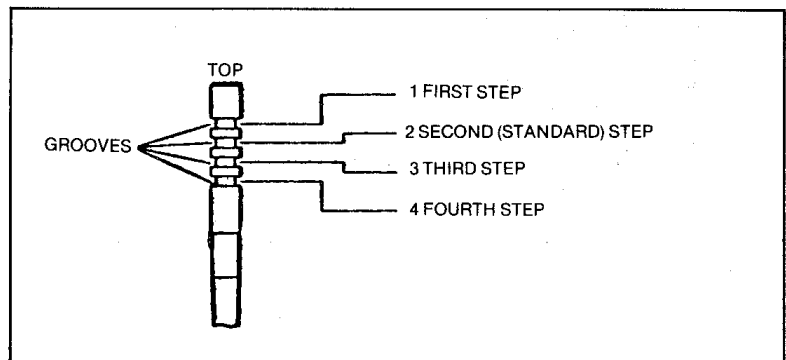 TOP
1 FIRST STEP
2 SECOND (STANDARD) STEP
GROOVES
3 THIRD STEP
4 FOURTH STEP